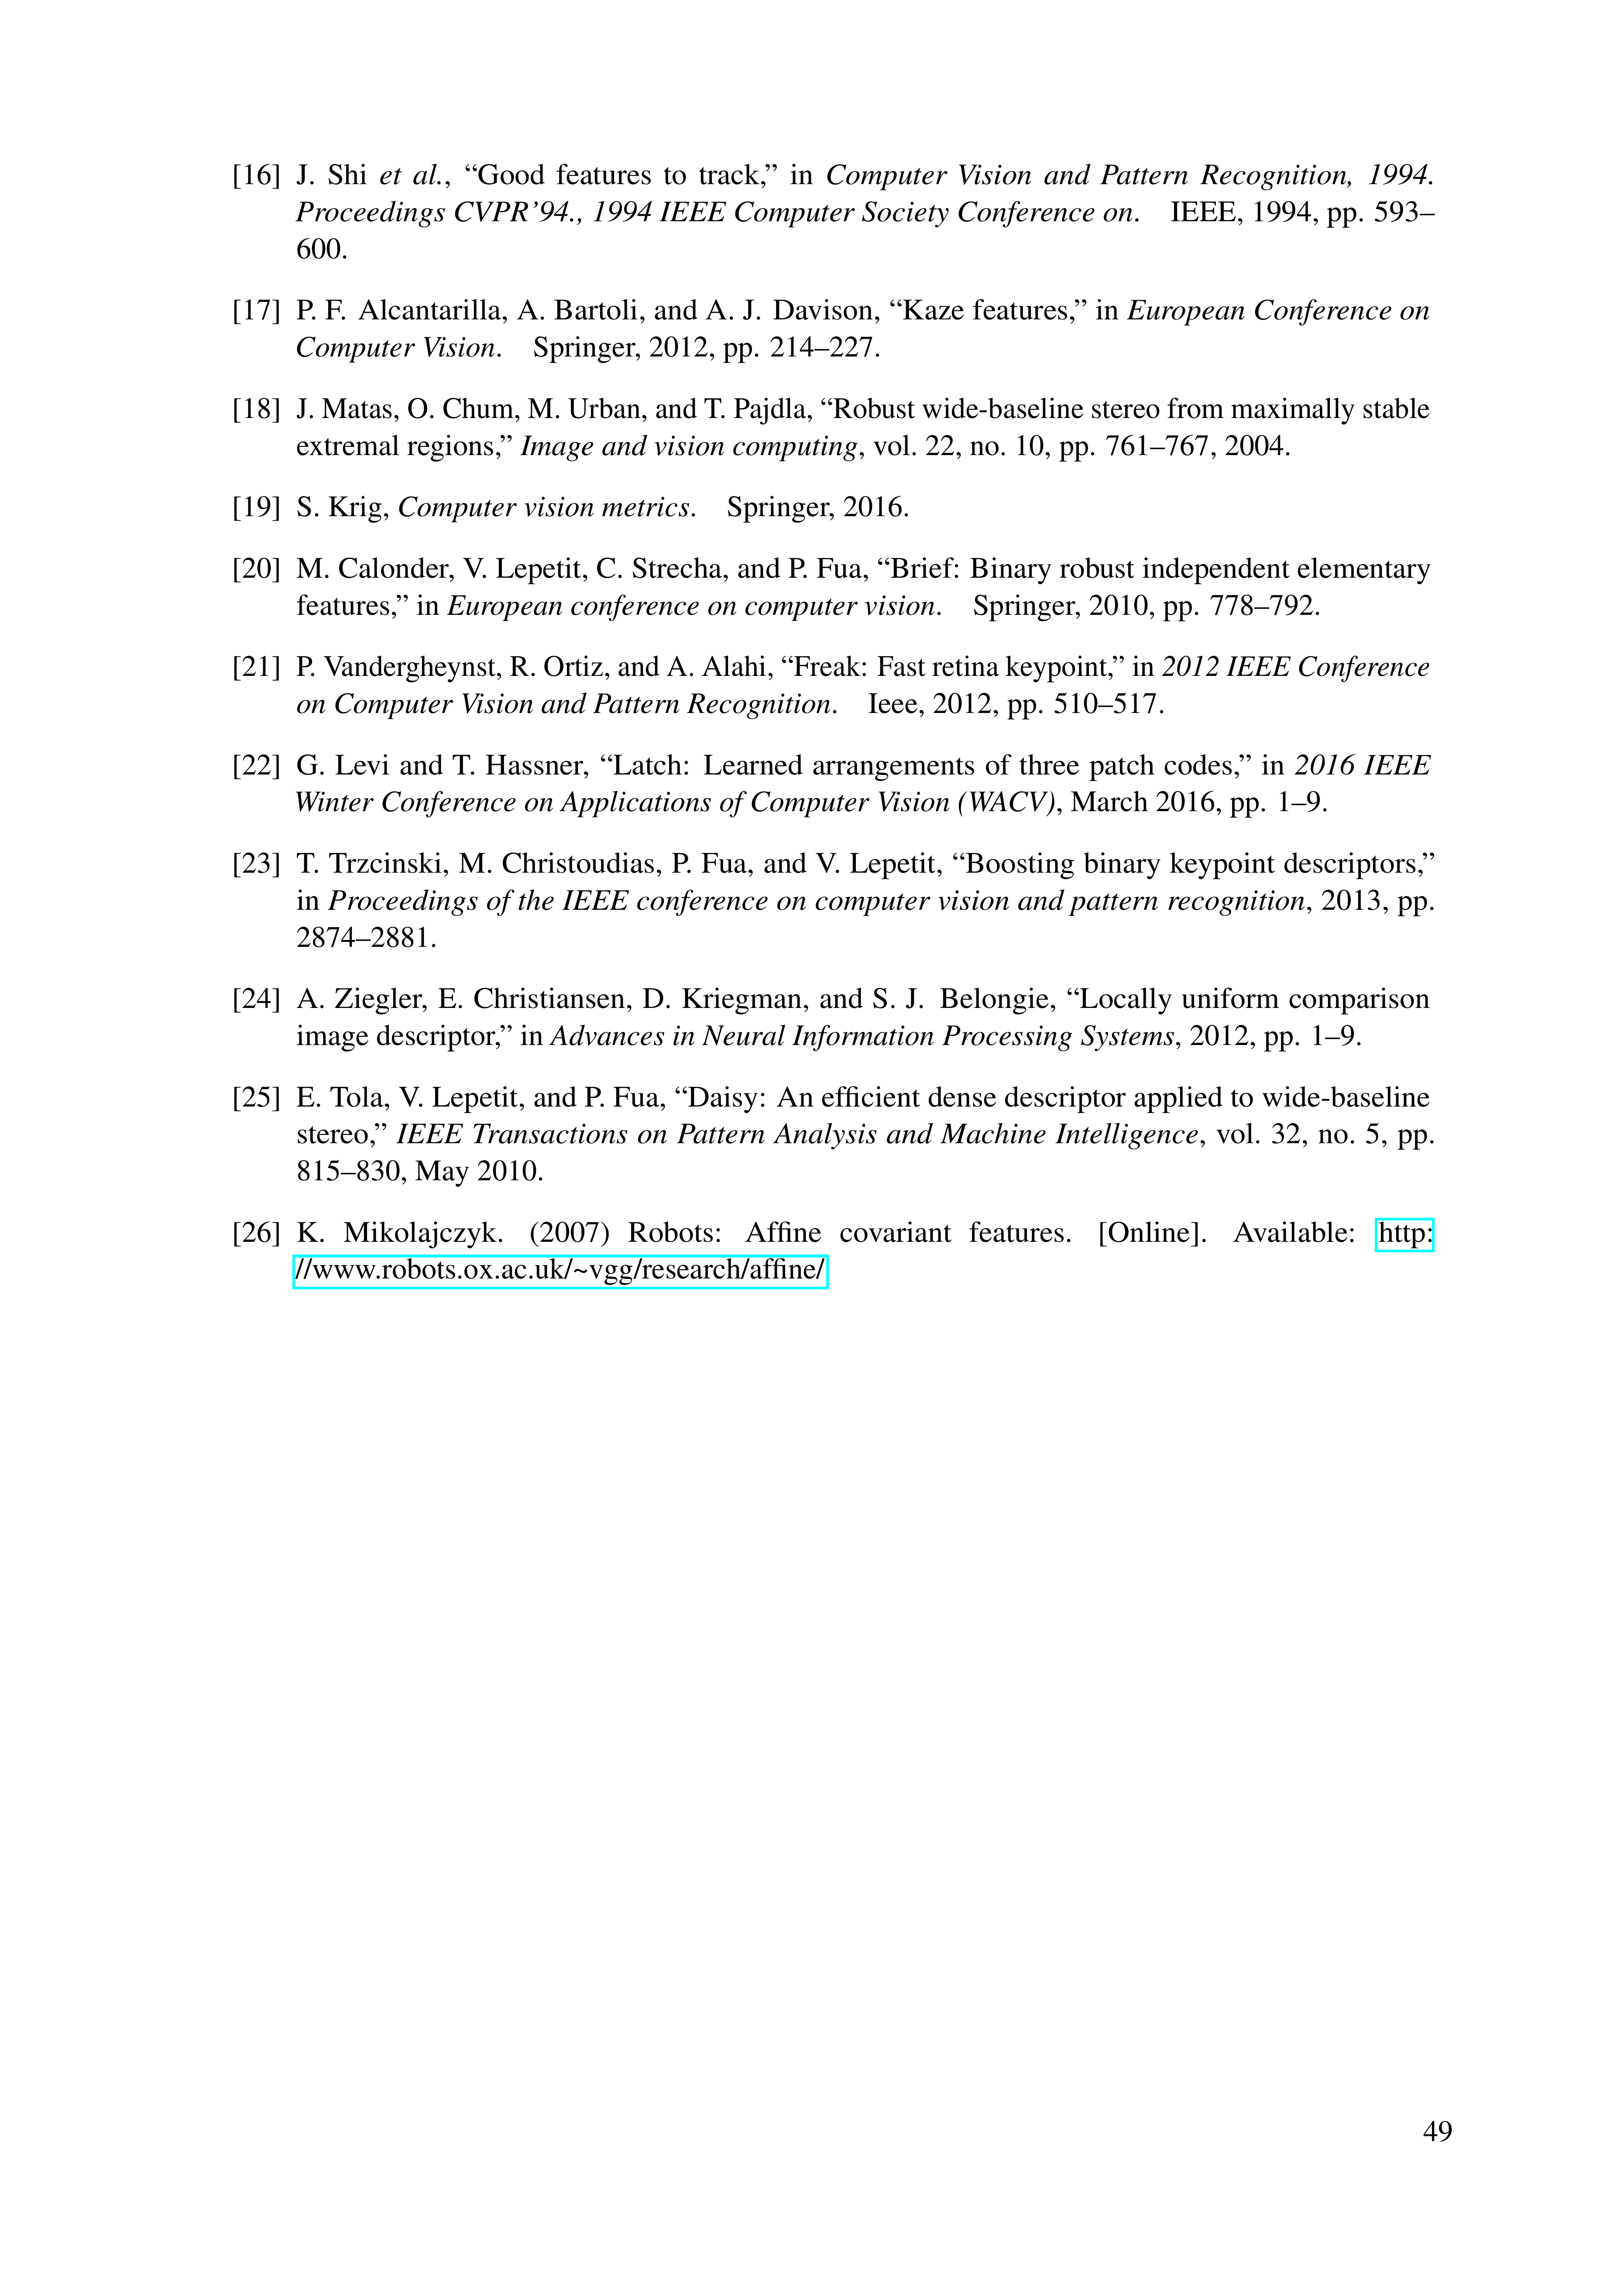 [16] J. Shi et al., “Good features to track,” in Computer Vision and Pattern Recognition, 1994.
Proceedings CVPR’94., 1994 IEEE Computer Society Conference on. IEEE, 1994, pp. 593–
600.
[17] P. F. Alcantarilla, A. Bartoli, and A. J. Davison, “Kaze features,” in European Conference on
Computer Vision. Springer, 2012, pp. 214–227.
[18] J. Matas, O. Chum, M. Urban, and T. Pajdla, “Robust wide-baseline stereo from maximally stable
extremal regions,” Image and vision computing, vol. 22, no. 10, pp. 761–767, 2004.
[19] S. Krig, Computer vision metrics. Springer, 2016.
[20] M. Calonder, V. Lepetit, C. Strecha, and P. Fua, “Brief: Binary robust independent elementary
features,” in European conference on computer vision. Springer, 2010, pp. 778–792.
[21] P. Vandergheynst, R. Ortiz, and A. Alahi, “Freak: Fast retina keypoint,” in 2012 IEEE Conference
on Computer Vision and Pattern Recognition. Ieee, 2012, pp. 510–517.
[22] G. Levi and T. Hassner, “Latch: Learned arrangements of three patch codes,” in 2016 IEEE
Winter Conference on Applications of Computer Vision (WACV), March 2016, pp. 1–9.
[23] T. Trzcinski, M. Christoudias, P. Fua, and V. Lepetit, “Boosting binary keypoint descriptors,”
in Proceedings of the IEEE conference on computer vision and pattern recognition, 2013, pp.
2874–2881.
[24] A. Ziegler, E. Christiansen, D. Kriegman, and S. J. Belongie, “Locally uniform comparison
image descriptor,” in Advances in Neural Information Processing Systems, 2012, pp. 1–9.
[25] E. Tola, V. Lepetit, and P. Fua, “Daisy: An efficient dense descriptor applied to wide-baseline
stereo,” IEEE Transactions on Pattern Analysis and Machine Intelligence, vol. 32, no. 5, pp.
815–830, May 2010.
[26] K. Mikolajczyk. (2007) Robots: Affine covariant features. [Online]. Available: http:
//www.robots.ox.ac.uk/~vgg/research/affine/
49